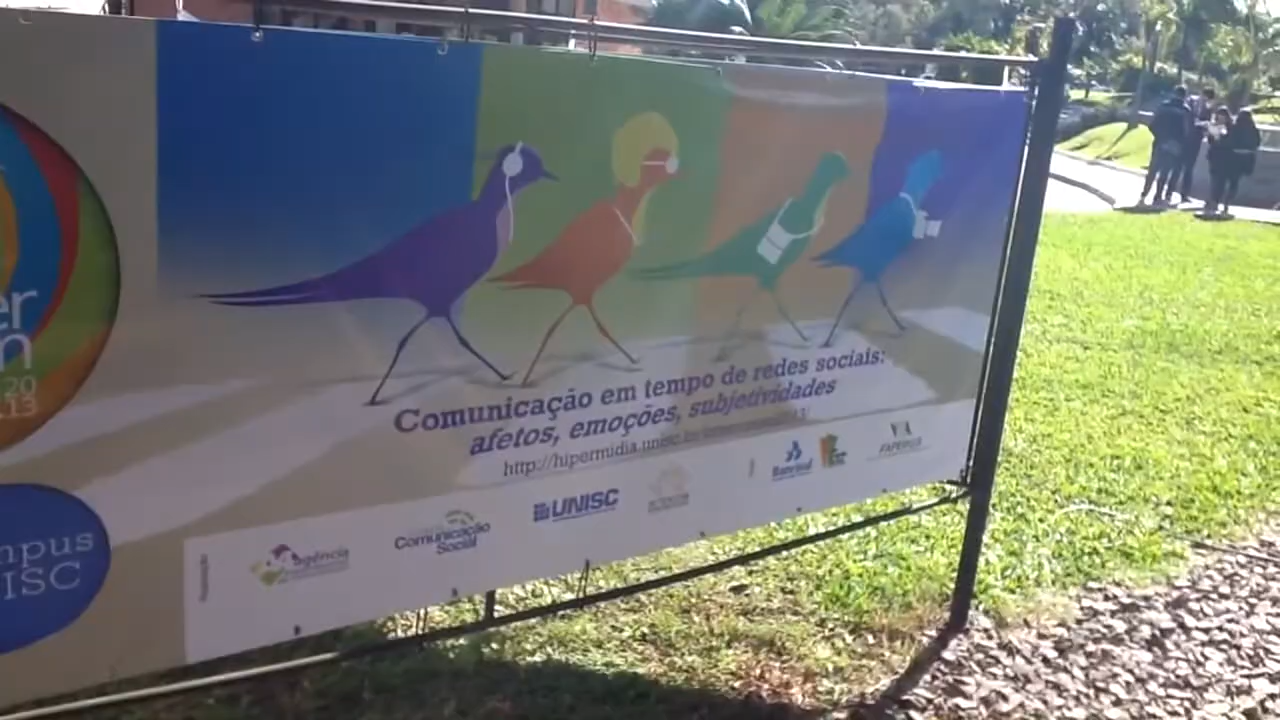 er
m
20
13
mpus
ISC
Comunicação em tempo de redes sociais:
afetos, emoções, subjetividades
http://hipermidia.unisc.br
agência
Comunicação
Social
UNISC
Banrisul
FAPERGS